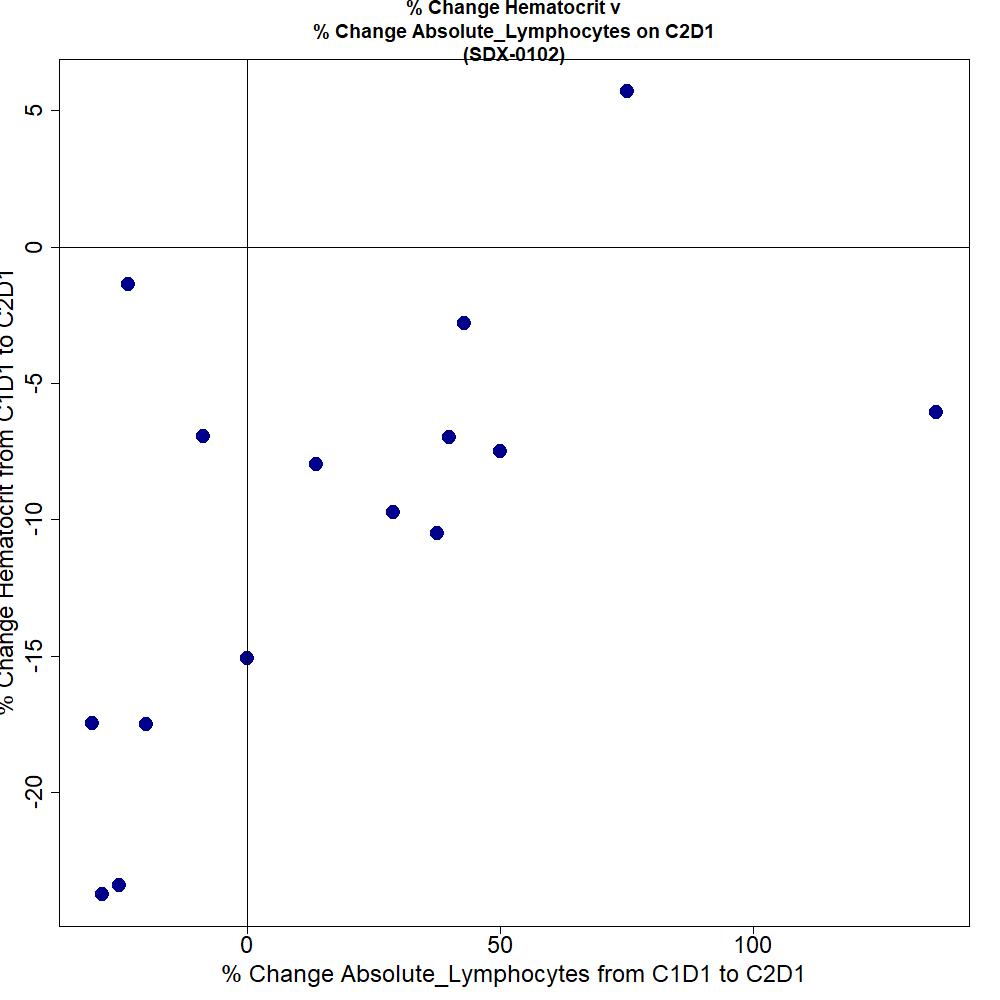 % Change Hematocrit v
% Change Absolute_Lymphocytes on C2D1
(SDX-0102)
% Change Hematocrit from C1D1 to C2D1
5
0
-5
-10
-15
-20
0
50
100
% Change Absolute_Lymphocytes from C1D1 to C2D1